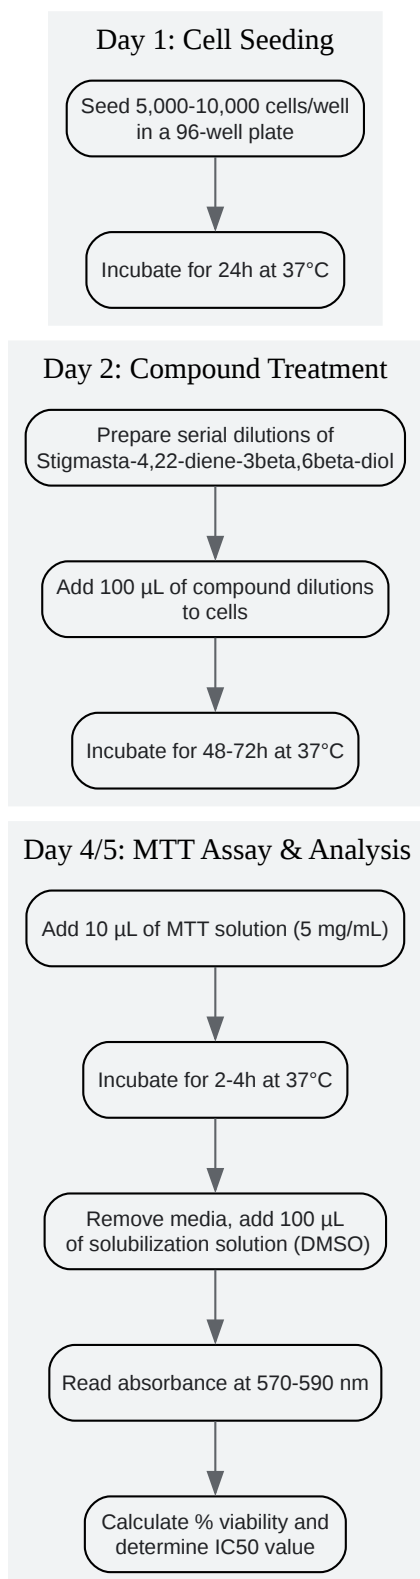 Day 1: Cell Seeding
Seed 5,000-10,000 cells/well
in a 96-well plate
Incubate for 24h at 37°C
Day 2: Compound Treatment
Prepare serial dilutions of
Stigmasta-4,22-diene-3beta,6beta-diol
Add 100 µL of compound dilutions
to cells
Incubate for 48-72h at 37°C
Day 4/5: MTT Assay & Analysis
Add 10 µL of MTT solution (5 mg/mL)
Incubate for 2-4h at 37°C
Remove media, add 100 µL
of solubilization solution (DMSO)
Read absorbance at 570-590 nm
Calculate % viability and
determine IC50 value